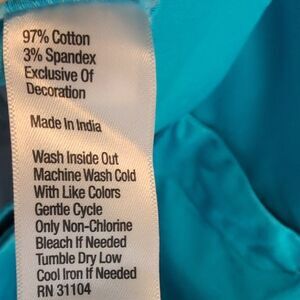 97% Cotton
3% Spandex
Exclusive Of
Decoration
Made In India
Wash Inside Out
Machine Wash Cold
With Like Colors
Gentle Cycle
Only Non-Chlorine
Bleach If Needed
Tumble Dry Low
Cool Iron If Needed
RN 31104